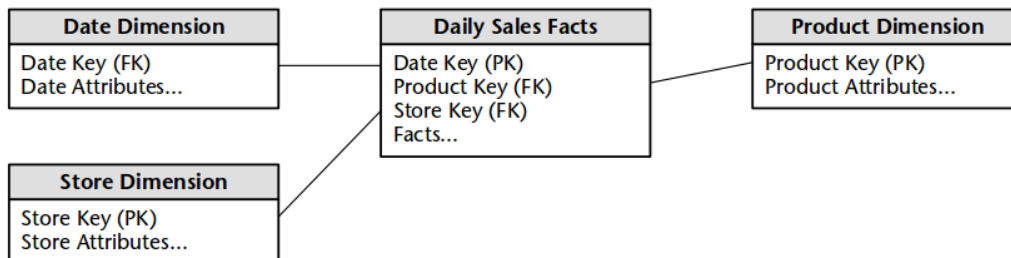 Date Dimension
Date Key (FK)
Date Attributes...
Daily Sales Facts
Date Key (PK)
Product Key (FK)
Store Key (FK)
Facts...
Product Dimension
Product Key (PK)
Product Attributes...
Store Dimension
Store Key (PK)
Store Attributes...